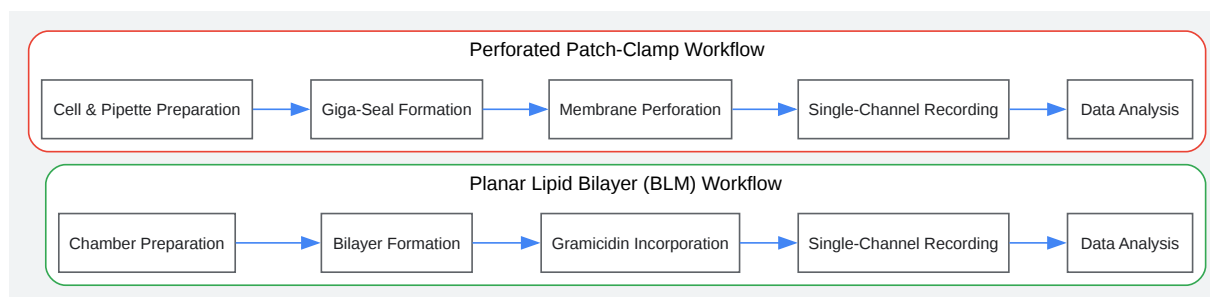 Perforated Patch-Clamp Workflow
Cell & Pipette Preparation
Giga-Seal Formation
Membrane Perforation
Single-Channel Recording
Data Analysis
Planar Lipid Bilayer (BLM) Workflow
Chamber Preparation
Bilayer Formation
Gramicidin Incorporation
Single-Channel Recording
Data Analysis